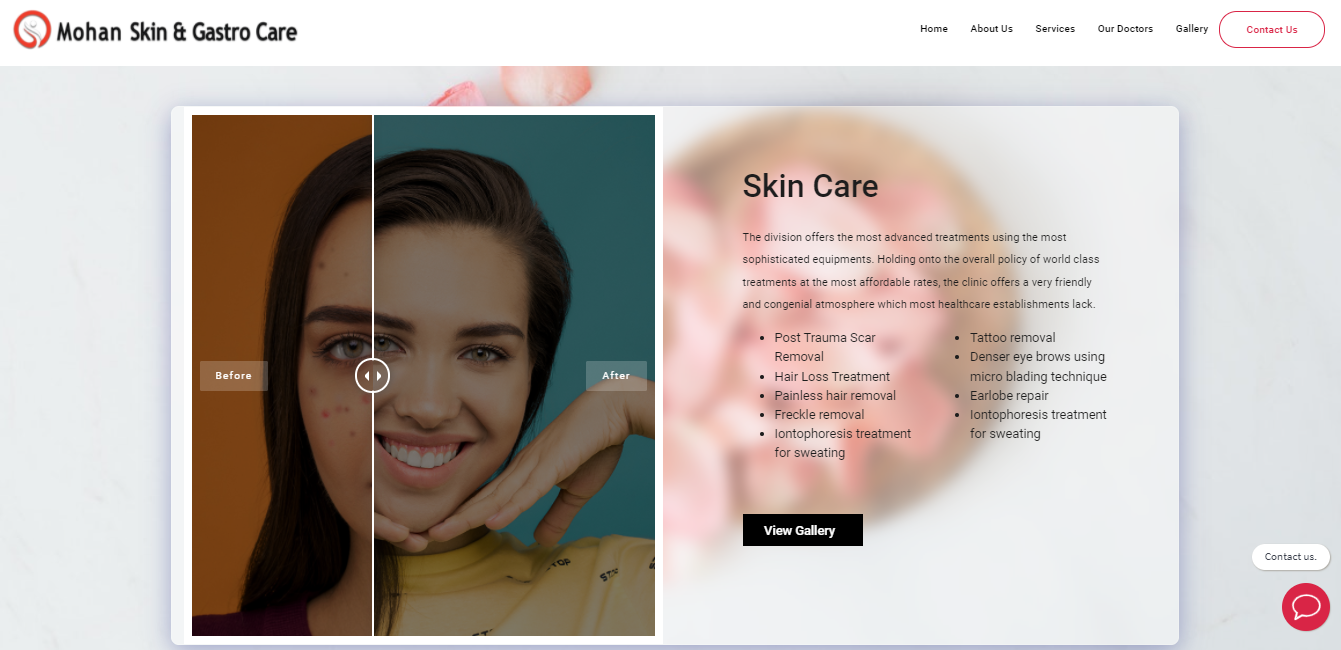 Mohan Skin & Gastro Care
Home
About Us
Services
Our Doctors
Gallery
Contact Us
Before
After
Skin Care
The division offers the most advanced treatments using the most
sophisticated equipments. Holding onto the overall policy of world class
treatments at the most affordable rates, the clinic offers a very friendly
and congenial atmosphere which most healthcare establishments lack.
Post Trauma Scar
Removal
Hair Loss Treatment
Painless hair removal
Freckle removal
Iontophoresis treatment
for sweating
Tattoo removal
Denser eye brows using
micro blading technique
Earlobe repair
Iontophoresis treatment
for sweating
View Gallery
Contact us.